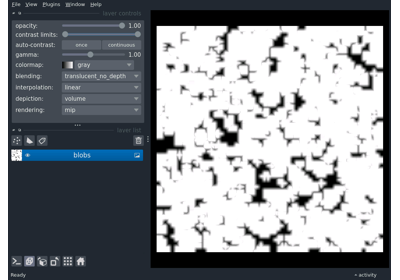 File View Plugins Window Help
layer controls
opacity: 1.00
contrast limits:
auto-contrast: once continuous
gamma: 1.00
colormap: gray
blending: translucent_no_depth
interpolation: linear
depiction: volume
rendering: mip
layer list
blobs
Ready
activity